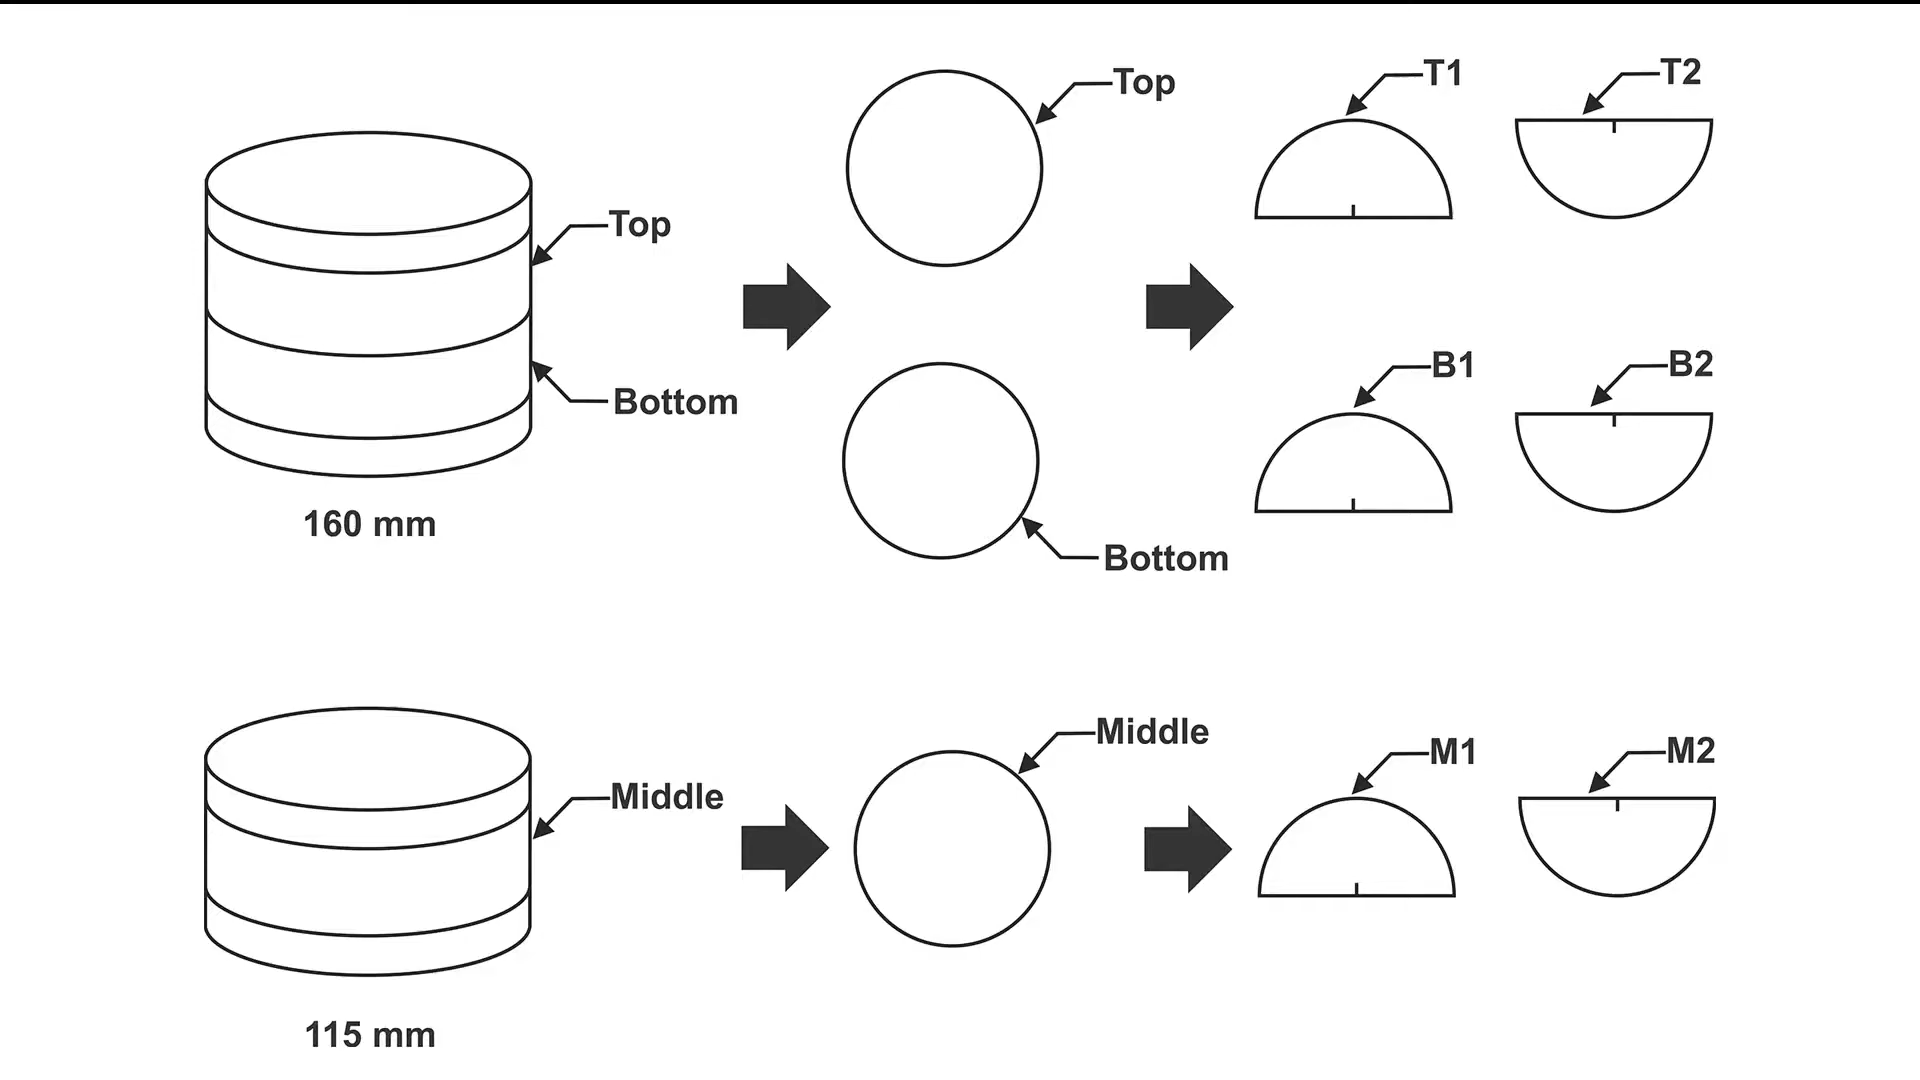 Top
Bottom
160 mm
Top
Bottom
T1
T2
B1
B2
Middle
115 mm
Middle
M1
M2